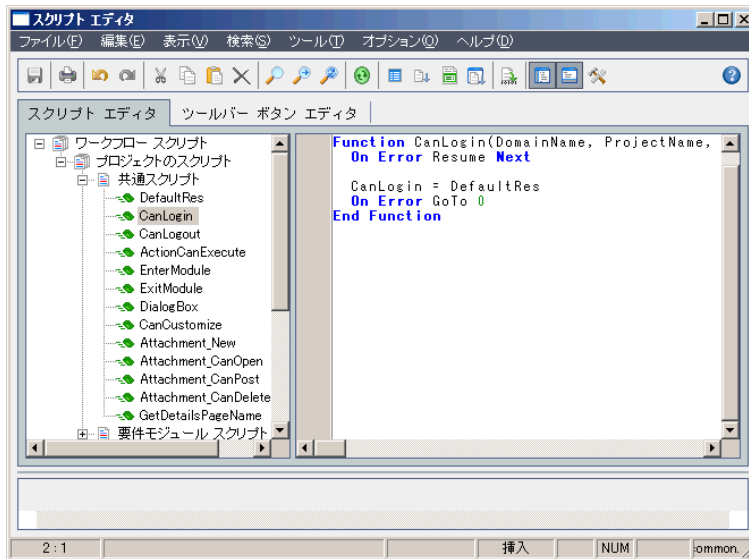 スクリプト エディタ
ファイル(F) 編集(E) 表示(V) 検索(S) ツール(T) オプション(O) ヘルプ(D)
スクリプト エディタ ツールバー ボタン エディタ
ワークフロー スクリプト
プロジェクトのスクリプト
共通スクリプト
DefaultRes
CanLogin
CanLogout
ActionCanExecute
EnterModule
ExitModule
DialogBox
CanCustomize
Attachment_New
Attachment_CanOpen
Attachment_CanPost
Attachment_CanDelete
GetDetailsPageName
要件モジュール スクリプト
Function CanLogin(DomainName, ProjectName,
On Error Resume Next
CanLogin = DefaultRes
On Error GoTo 0
End Function
2:1 挿入 NUM common.